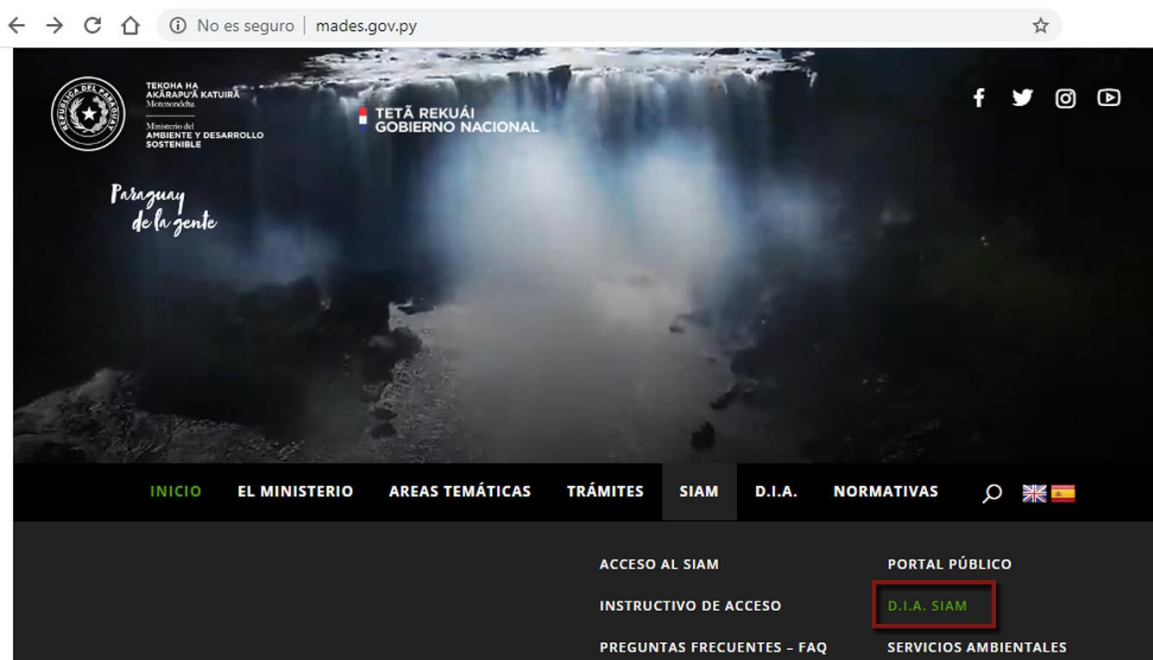 No es seguro | mades.gov.py
TEKOHA HA
AKÃRAPU'Ã KATUIRÃ
Motenondeha
Ministerio del
AMBIENTE Y DESARROLLO
SOSTENIBLE
TETÃ REKUÁI
GOBIERNO NACIONAL
Paraguay
de la gente
INICIO EL MINISTERIO AREAS TEMÁTICAS TRÁMITES SIAM D.I.A. NORMATIVAS
ACCESO AL SIAM PORTAL PÚBLICO
INSTRUCTIVO DE ACCESO D.I.A. SIAM
PREGUNTAS FRECUENTES – FAQ SERVICIOS AMBIENTALES